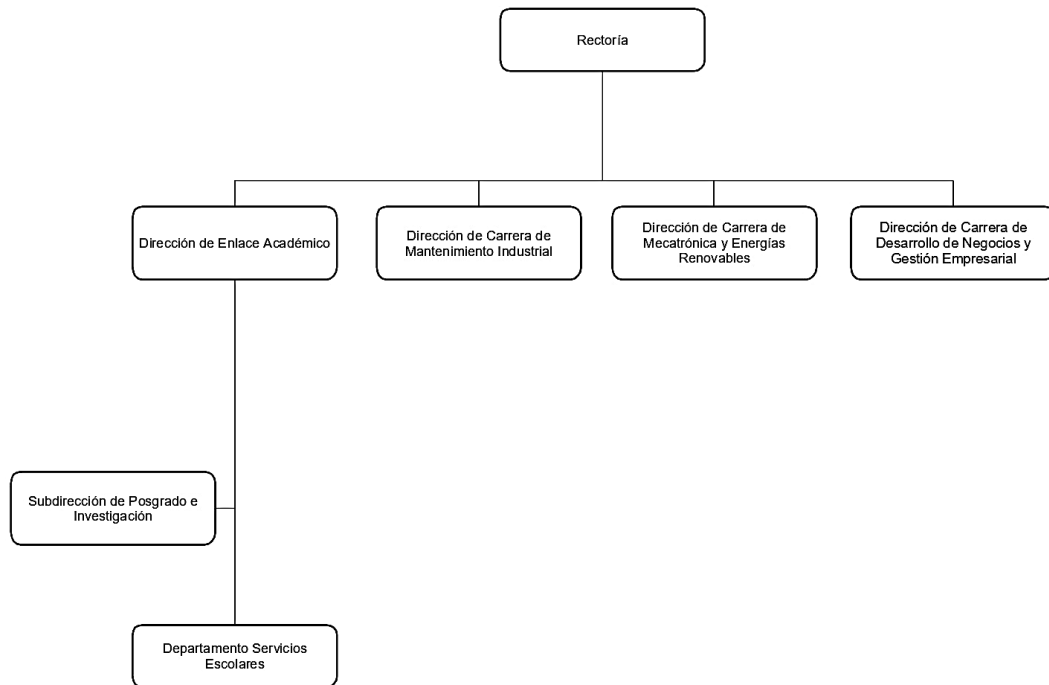 Rectoría
Dirección de Enlace Académico
Dirección de Carrera de
Mantenimiento Industrial
Dirección de Carrera de
Mecatrónica y Energías
Renovables
Dirección de Carrera de
Desarrollo de Negocios y
Gestión Empresarial
Subdirección de Posgrado e
Investigación
Departamento Servicios
Escolares